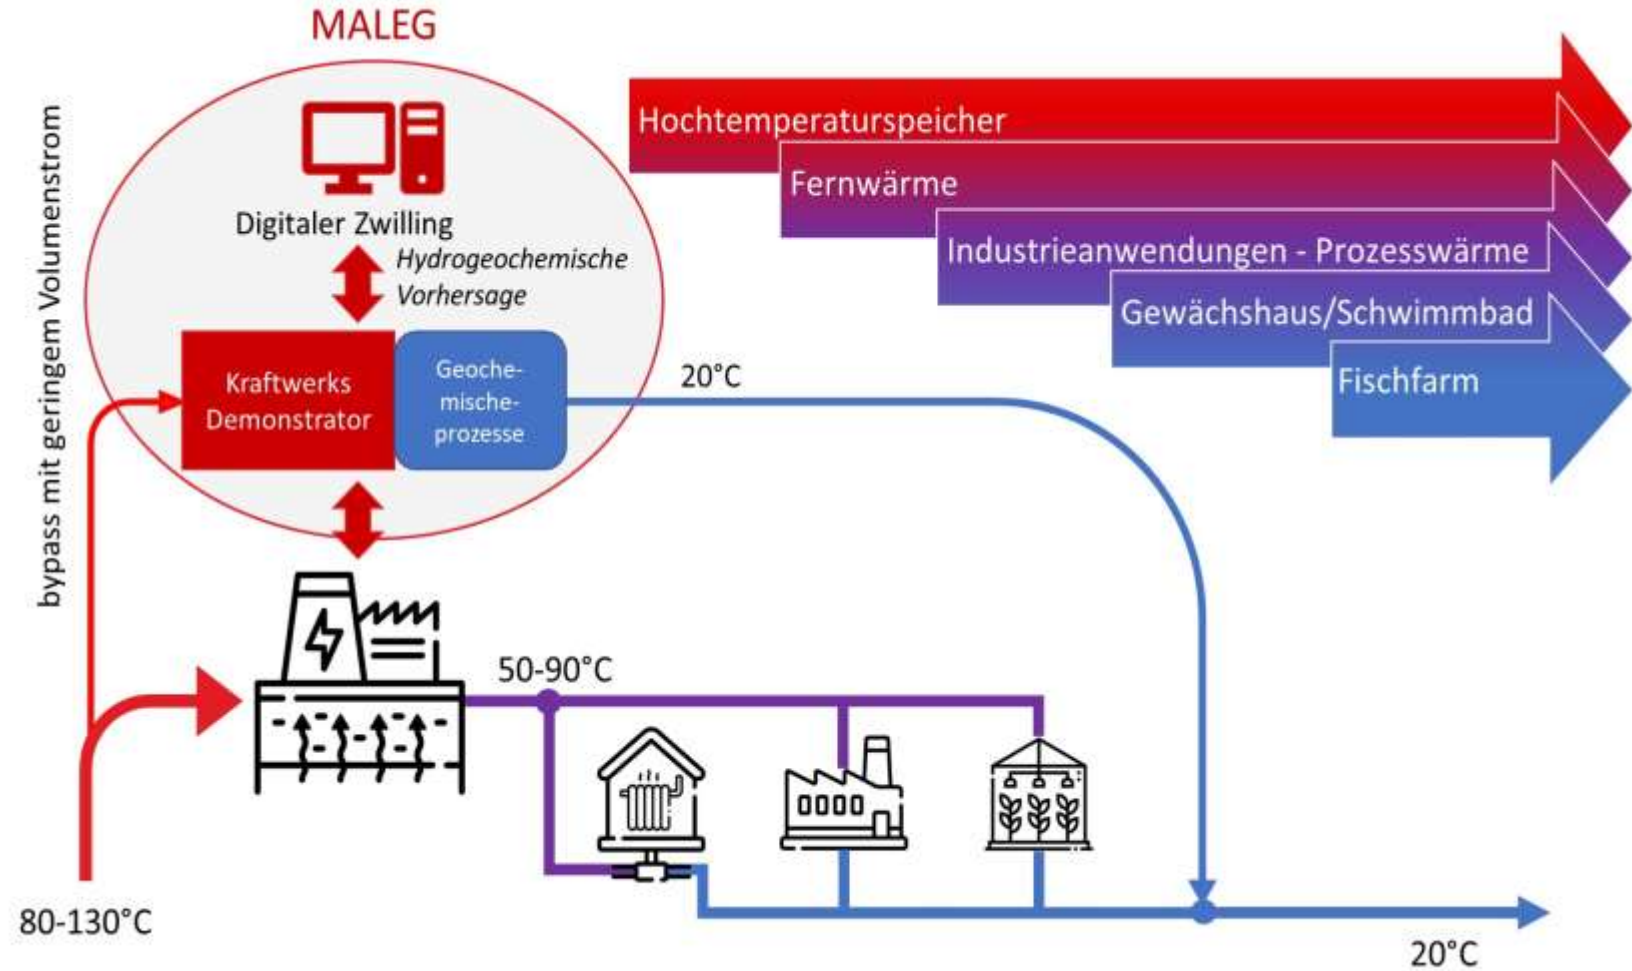 MALEG
bypass mit geringem Volumenstrom
Digitaler Zwilling
Hydrogeochemische
Vorhersage
Kraftwerks
Demonstrator
Geoche-
mische-
prozesse
20°C
Hochtemperaturspeicher
Fernwärme
Industrieanwendungen - Prozesswärme
Gewächshaus/Schwimmbad
Fischfarm
50-90°C
80-130°C
20°C